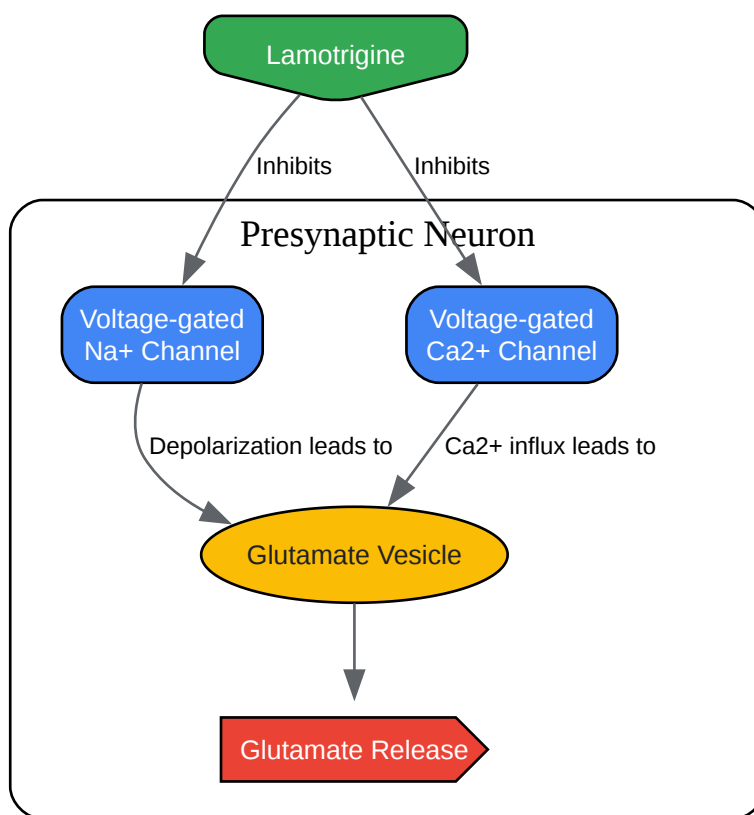 Lamotrigine
Inhibits
Inhibits
Presynaptic Neuron
Voltage-gated
Na+ Channel
Voltage-gated
Ca2+ Channel
Depolarization leads to
Ca2+ influx leads to
Glutamate Vesicle
Glutamate Release